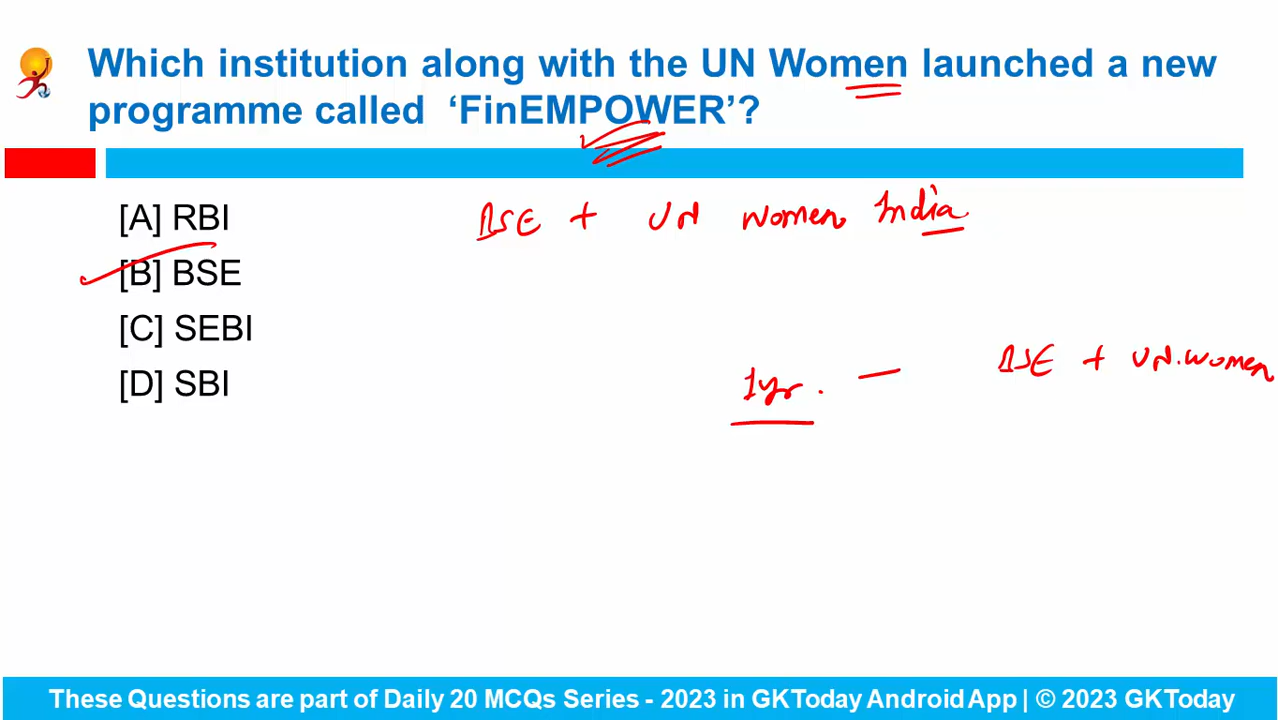 Which institution along with the UN Women launched a new
programme called ‘FinEMPOWER’?
[A] RBI
BSE + UN Women India
[B] BSE
[C] SEBI
BSE + UN.Women
[D] SBI
1yr. —
These Questions are part of Daily 20 MCQs Series - 2023 in GKToday Android App | © 2023 GKToday